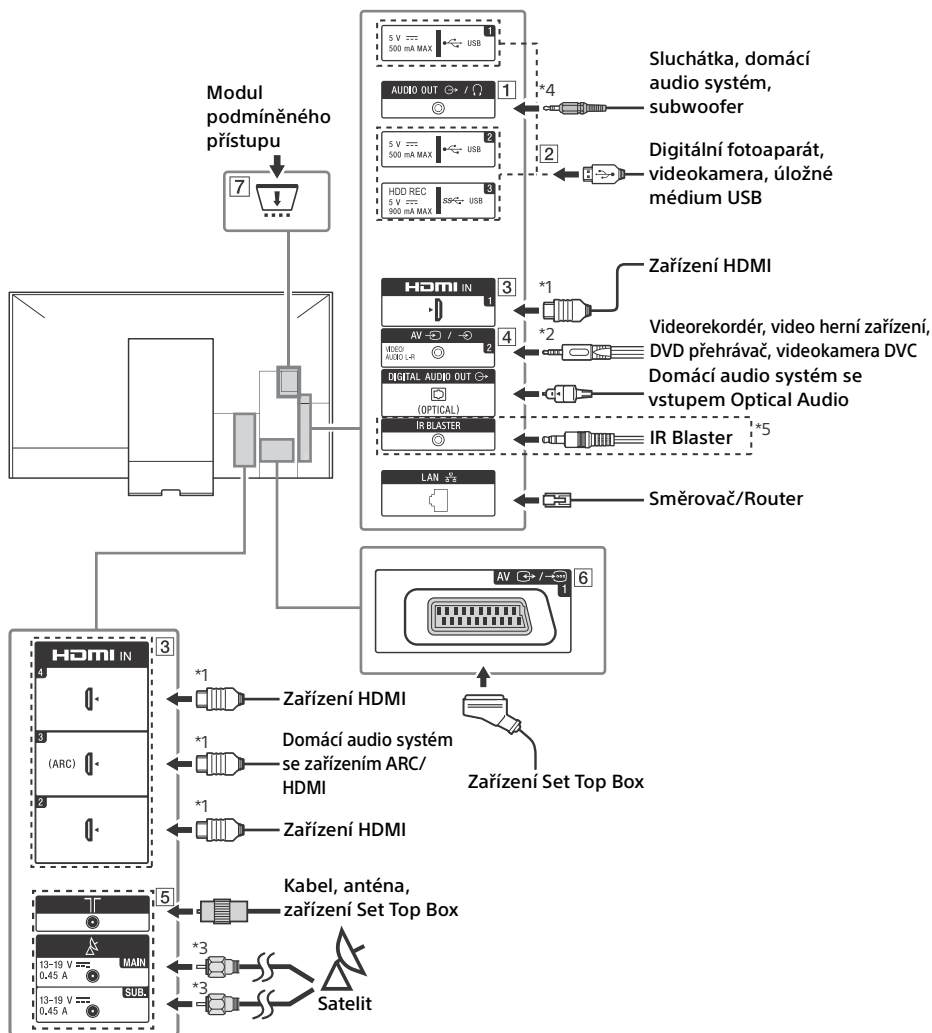 1
5 V
500 mA MAX
USB
AUDIO OUT /
1
*4
Sluchátka, domácí
audio systém,
subwoofer
Modul
podmíněného
přístupu
7
2
5 V
500 mA MAX
USB
2
Digitální fotoaparát,
videokamera, úložné
médium USB
3
HDD REC
5 V
900 mA MAX
SS
USB
HDMI IN
3
1
*1
Zařízení HDMI
AV /
4
2
VIDEO/
AUDIO L-R
*2
Videorekordér, video herní zařízení,
DVD přehrávač, videokamera DVC
DIGITAL AUDIO OUT
(OPTICAL)
Domácí audio systém se
vstupem Optical Audio
IR BLASTER
IR Blaster
*5
LAN
Směrovač/Router
AV /
6
1
Zařízení Set Top Box
HDMI IN
3
4
*1
Zařízení HDMI
3
(ARC)
*1
Domácí audio systém
se zařízením ARC/
HDMI
2
*1
Zařízení HDMI
5
Kabel, anténa,
zařízení Set Top Box
MAIN
13-19 V
0.45 A
*3
SUB.
13-19 V
0.45 A
*3
Satelit